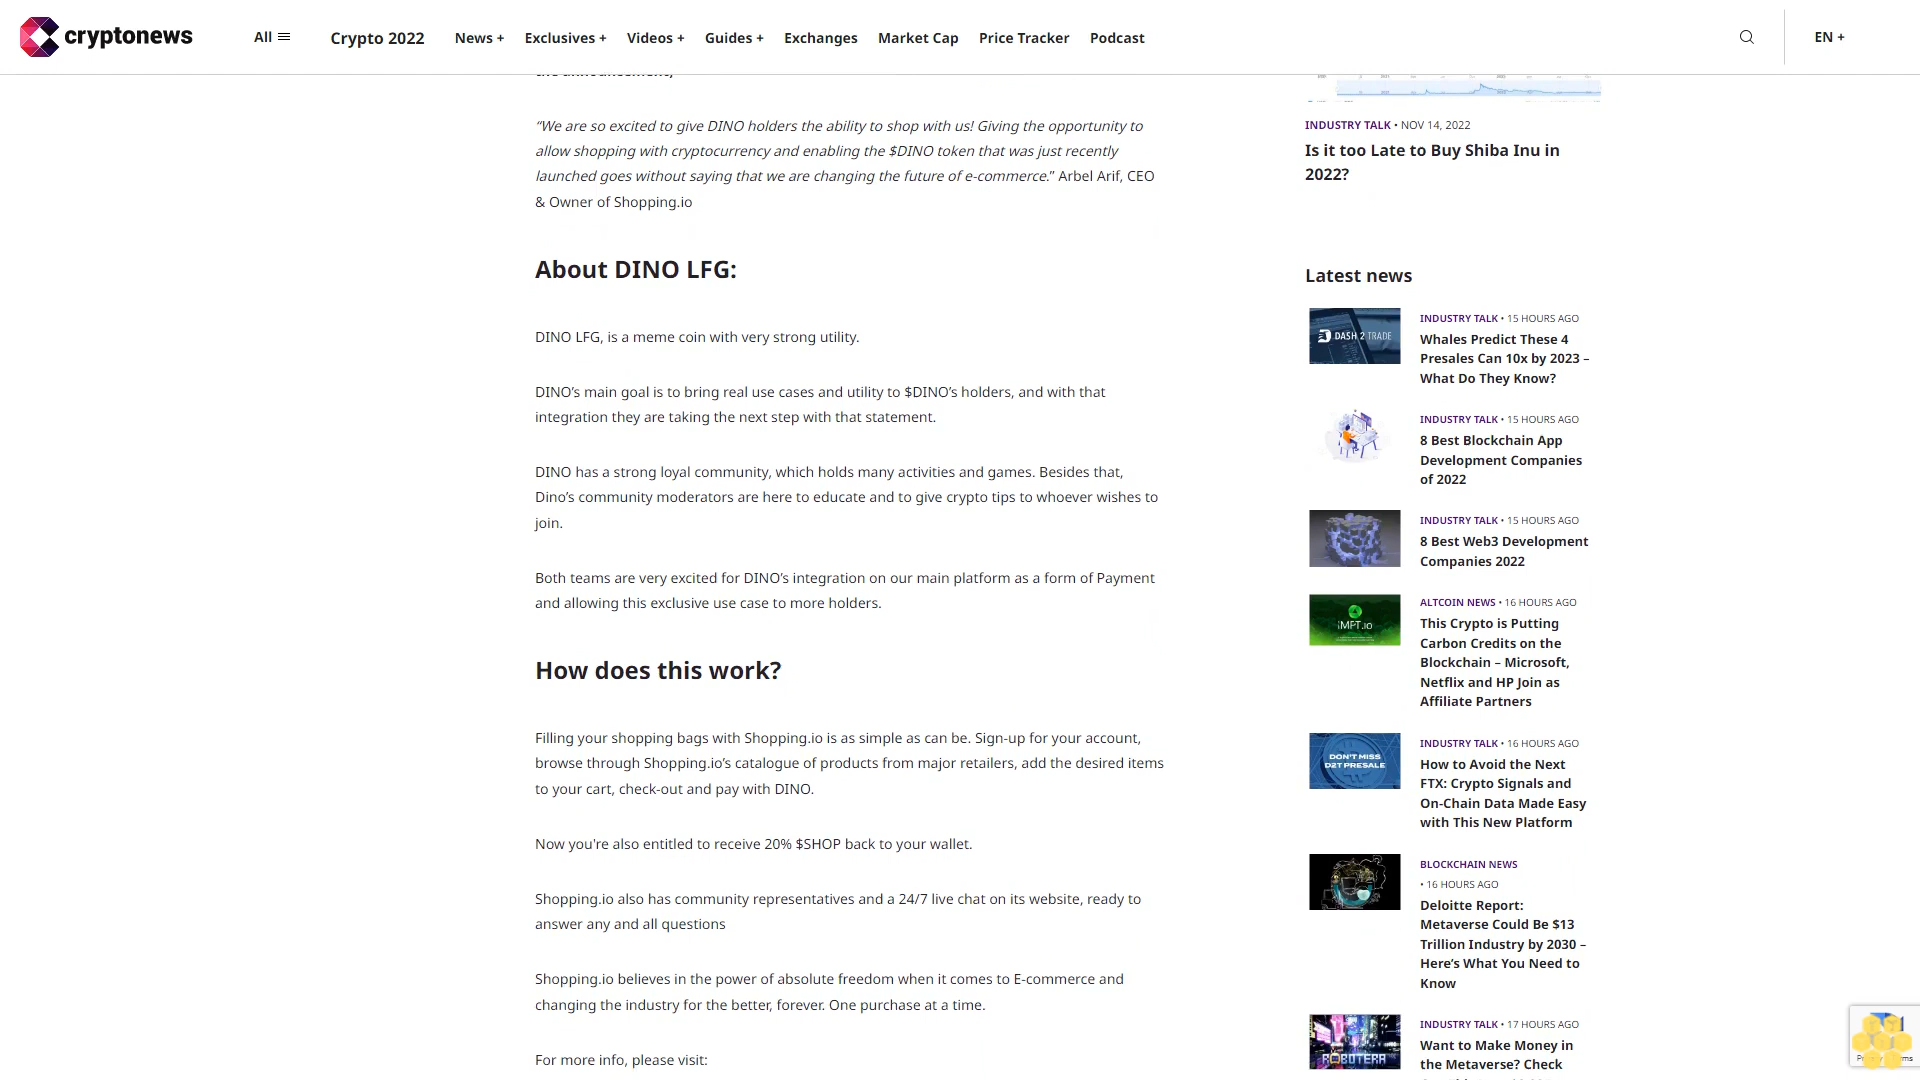 cryptonews
All
Crypto 2022
News +
Exclusives +
Videos +
Guides +
Exchanges
Market Cap
Price Tracker
Podcast
EN +
“We are so excited to give DINO holders the ability to shop with us! Giving the opportunity to
allow shopping with cryptocurrency and enabling the $DINO token that was just recently
launched goes without saying that we are changing the future of e-commerce.” Arbel Arif, CEO
& Owner of Shopping.io
About DINO LFG:
DINO LFG, is a meme coin with very strong utility.
DINO’s main goal is to bring real use cases and utility to $DINO’s holders, and with that
integration they are taking the next step with that statement.
DINO has a strong loyal community, which holds many activities and games. Besides that,
Dino’s community moderators are here to educate and to give crypto tips to whoever wishes to
join.
Both teams are very excited for DINO’s integration on our main platform as a form of Payment
and allowing this exclusive use case to more holders.
How does this work?
Filling your shopping bags with Shopping.io is as simple as can be. Sign-up for your account,
browse through Shopping.io’s catalogue of products from major retailers, add the desired items
to your cart, check-out and pay with DINO.
Now you're also entitled to receive 20% $SHOP back to your wallet.
Shopping.io also has community representatives and a 24/7 live chat on its website, ready to
answer any and all questions
Shopping.io believes in the power of absolute freedom when it comes to E-commerce and
changing the industry for the better, forever. One purchase at a time.
For more info, please visit:
INDUSTRY TALK • NOV 14, 2022
Is it too Late to Buy Shiba Inu in
2022?
Latest news
DASH 2 TRADE
INDUSTRY TALK • 15 HOURS AGO
Whales Predict These 4
Presales Can 10x by 2023 –
What Do They Know?
INDUSTRY TALK • 15 HOURS AGO
8 Best Blockchain App
Development Companies
of 2022
INDUSTRY TALK • 15 HOURS AGO
8 Best Web3 Development
Companies 2022
iMPT.io
ALTCOIN NEWS • 16 HOURS AGO
This Crypto is Putting
Carbon Credits on the
Blockchain – Microsoft,
Netflix and HP Join as
Affiliate Partners
DON'T MISS
D2T PRESALE
INDUSTRY TALK • 16 HOURS AGO
How to Avoid the Next
FTX: Crypto Signals and
On-Chain Data Made Easy
with This New Platform
BLOCKCHAIN NEWS
• 16 HOURS AGO
Deloitte Report:
Metaverse Could Be $13
Trillion Industry by 2030 –
Here’s What You Need to
Know
ROBOTERA
INDUSTRY TALK • 17 HOURS AGO
Want to Make Money in
the Metaverse? Check